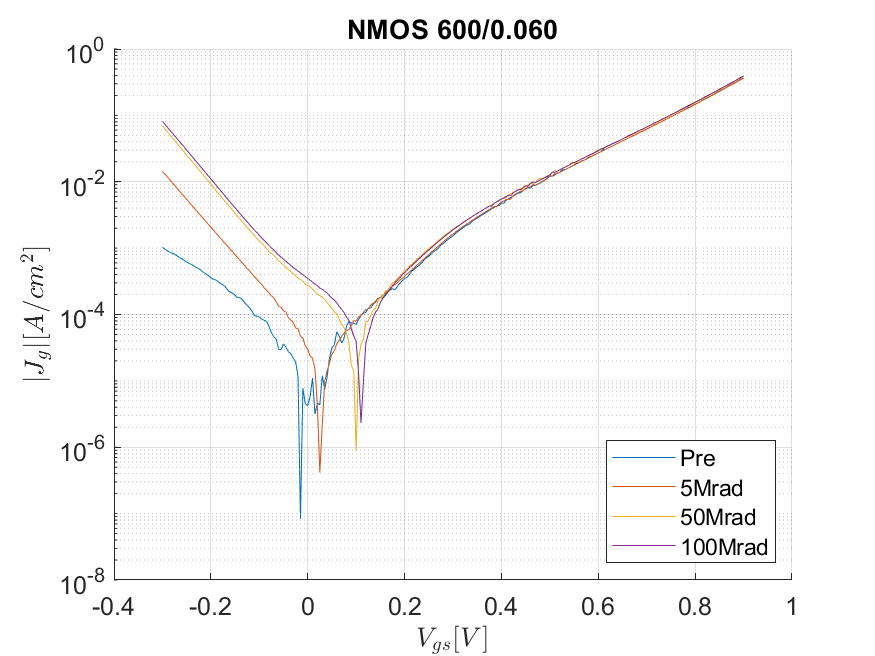 NMOS 600/0.060
10^0
10^-2
10^-4
10^-6
10^-8
|J_g|[A/cm^2]
-0.4 -0.2 0 0.2 0.4 0.6 0.8 1
V_gs[V]
Pre
5Mrad
50Mrad
100Mrad